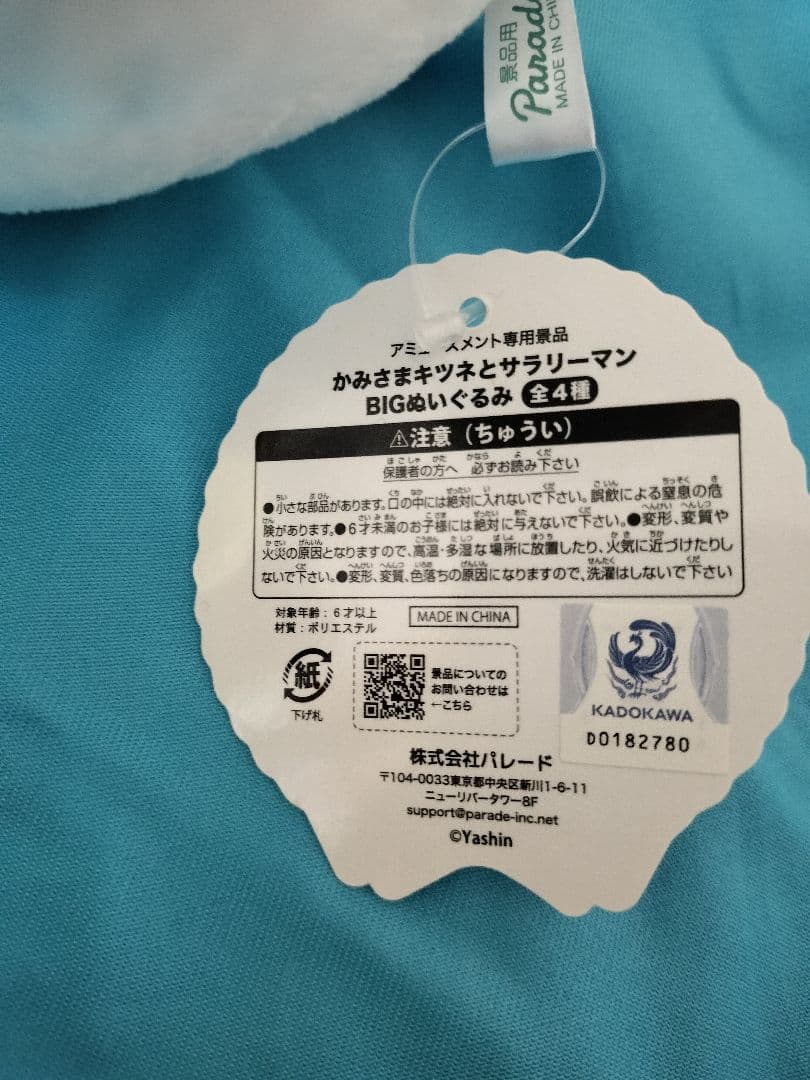 景品用
Parad
MADE IN CHI
アミューズメント専用景品
かみさまキツネとサラリーマン
BIGぬいぐるみ 全4種
⚠注意（ちゅうい）
保護者の方へ 必ずお読み下さい
●小さな部品があります。口の中には絶対に入れないで下さい。誤飲による窒息の危
険があります。●6才未満のお子様には絶対に与えないで下さい。●変形、変質や
火災の原因となりますので、高温・多湿な場所に放置したり、火気に近づけたりし
ないで下さい。●変形、変質、色落ちの原因になりますので、洗濯はしないで下さい
対象年齢：6才以上
材質：ポリエステル
MADE IN CHINA
紙
下げ札
景品についての
お問い合わせは
←こちら
KADOKAWA
D0182780
株式会社パレード
〒104-0033東京都中央区新川1-6-11
ニューリバータワー8F
support@parade-inc.net
©Yashin